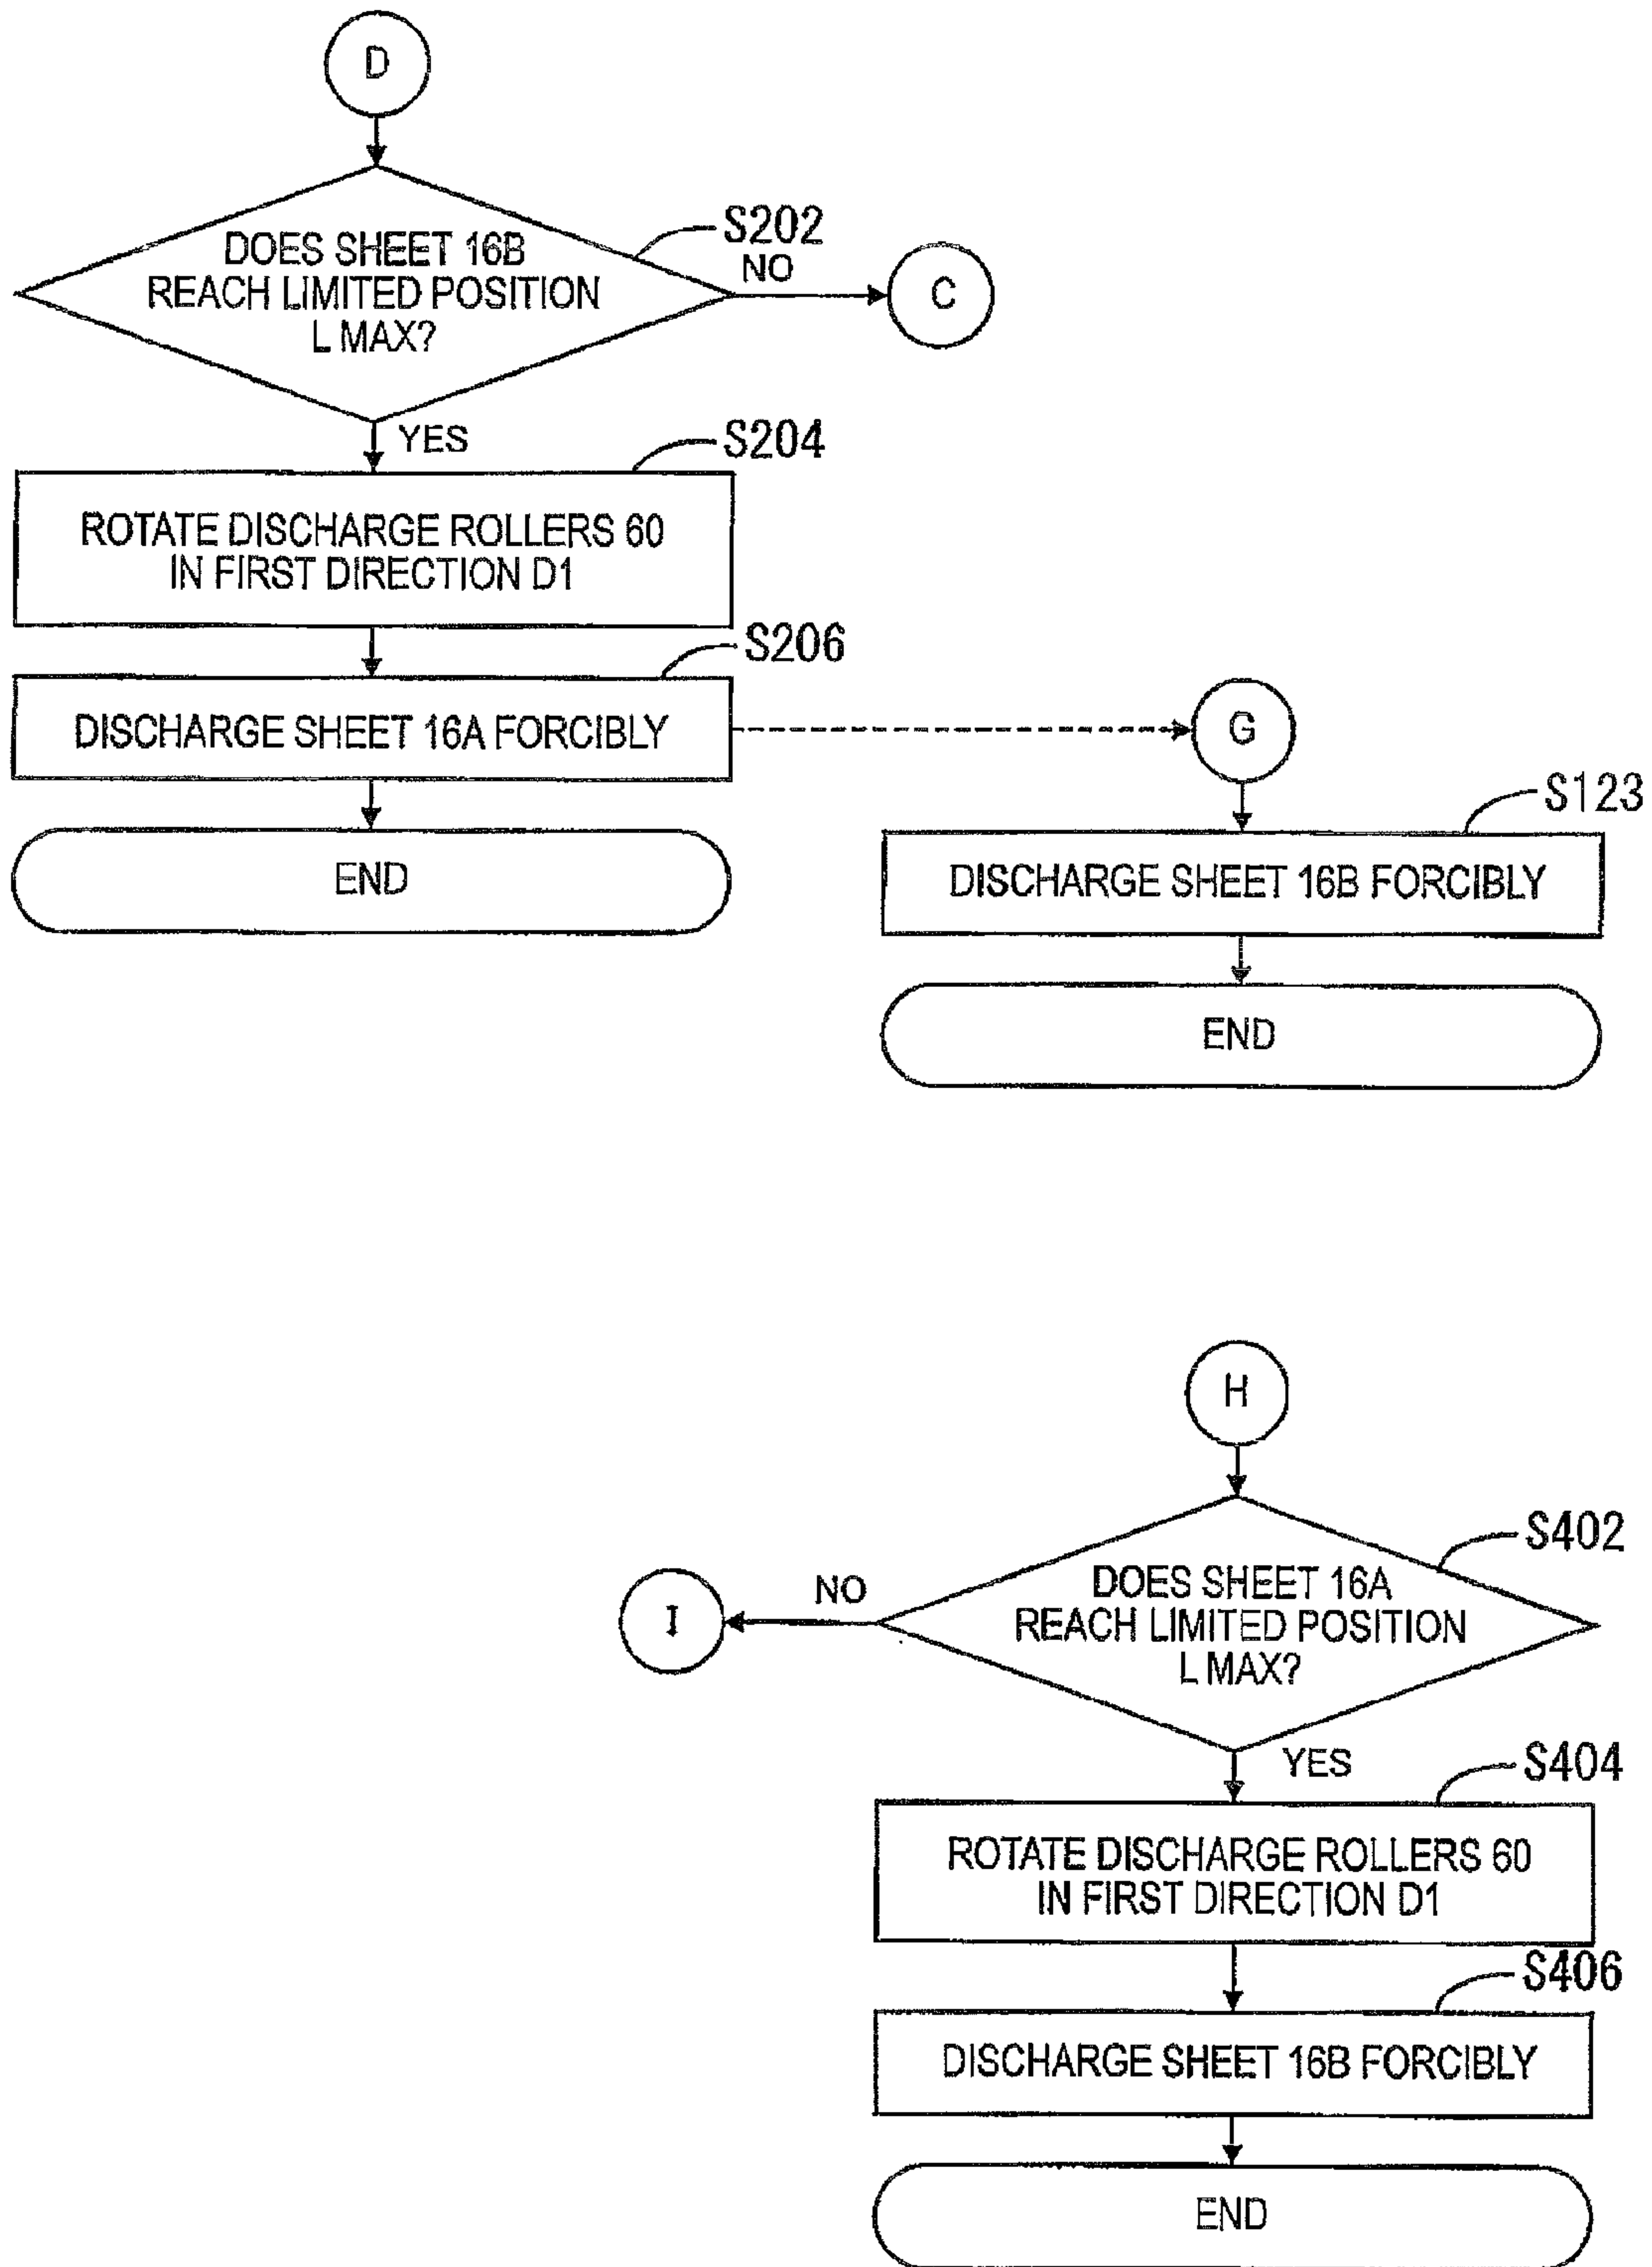 D
DOES SHEET 16B
REACH LIMITED POSITION
L MAX?
S202
NO
C
YES
S204
ROTATE DISCHARGE ROLLERS 60
IN FIRST DIRECTION D1
S206
DISCHARGE SHEET 16A FORCIBLY
G
END
S123
DISCHARGE SHEET 16B FORCIBLY
END
H
S402
DOES SHEET 16A
REACH LIMITED POSITION
L MAX?
NO
I
YES
S404
ROTATE DISCHARGE ROLLERS 60
IN FIRST DIRECTION D1
S406
DISCHARGE SHEET 16B FORCIBLY
END